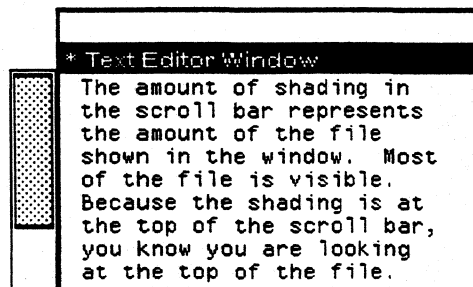 * Text Editor Window
The amount of shading in
the scroll bar represents
the amount of the file
shown in the window.  Most
of the file is visible.
Because the shading is at
the top of the scroll bar,
you know you are looking
at the top of the file.